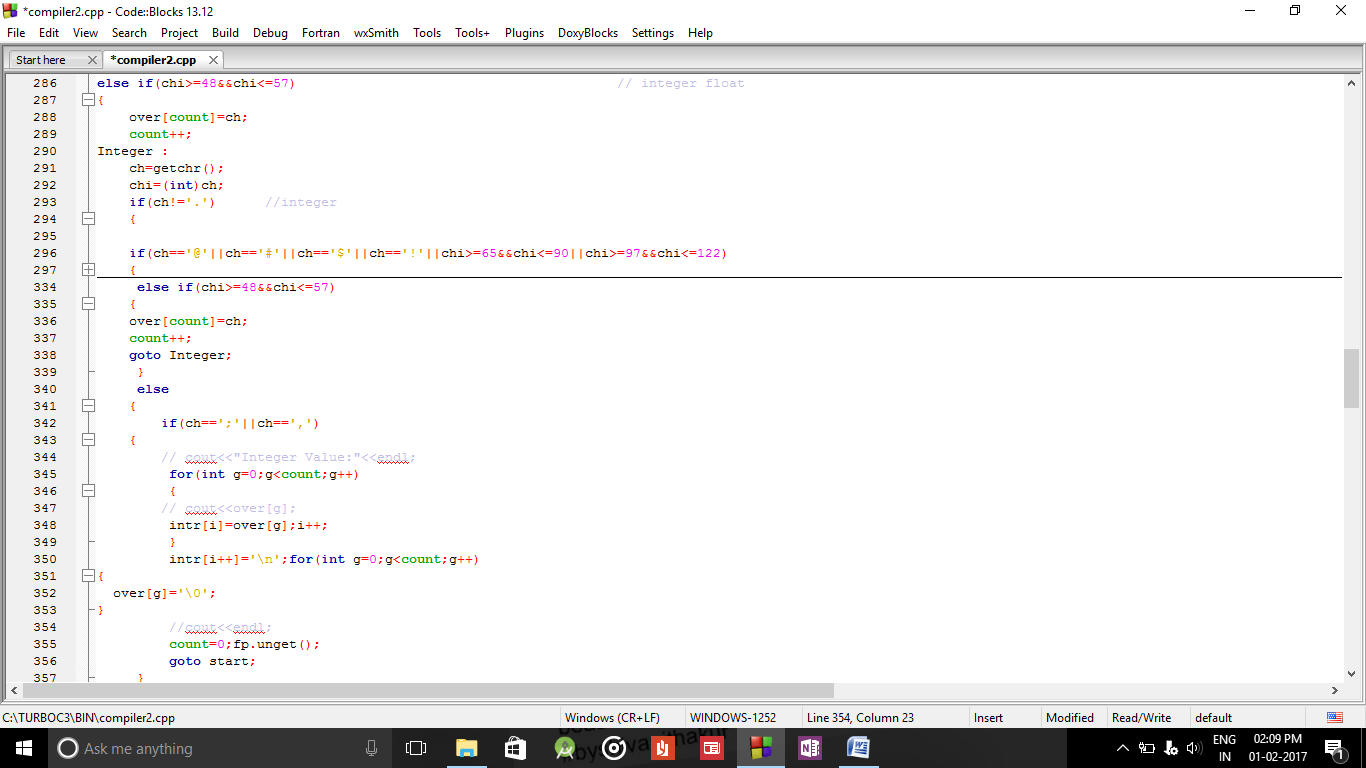 *compiler2.cpp - Code::Blocks 13.12
File Edit View Search Project Build Debug Fortran wxSmith Tools Tools+ Plugins DoxyBlocks Settings Help
Start here *compiler2.cpp
286 else if(chi>=48&&chi<=57) // integer float
287 {
288 over[count]=ch;
289 count++;
290 Integer :
291 ch=getchr();
292 chi=(int)ch;
293 if(ch!='.') //integer
294 {
295
296 if(ch=='@'||ch=='#'||ch=='$'||ch=='!'||chi>=65&&chi<=90||chi>=97&&chi<=122)
297 {
334 else if(chi>=48&&chi<=57)
335 {
336 over[count]=ch;
337 count++;
338 goto Integer;
339 }
340 else
341 {
342 if(ch==';'||ch==',')
343 {
344 // cout<<"Integer Value:"<<endl;
345 for(int g=0;g<count;g++)
346 {
347 // cout<<over[g];
348 intr[i]=over[g];i++;
349 }
350 intr[i++]='\n';for(int g=0;g<count;g++)
351 {
352 over[g]='\0';
353 }
354 //cout<<endl;
355 count=0;fp.unget();
356 goto start;
357 }
C:\TURBOC3\BIN\compiler2.cpp Windows (CR+LF) WINDOWS-1252 Line 354, Column 23 Insert Modified Read/Write default
Ask me anything
ENG 02:09 PM
IN 01-02-2017 1